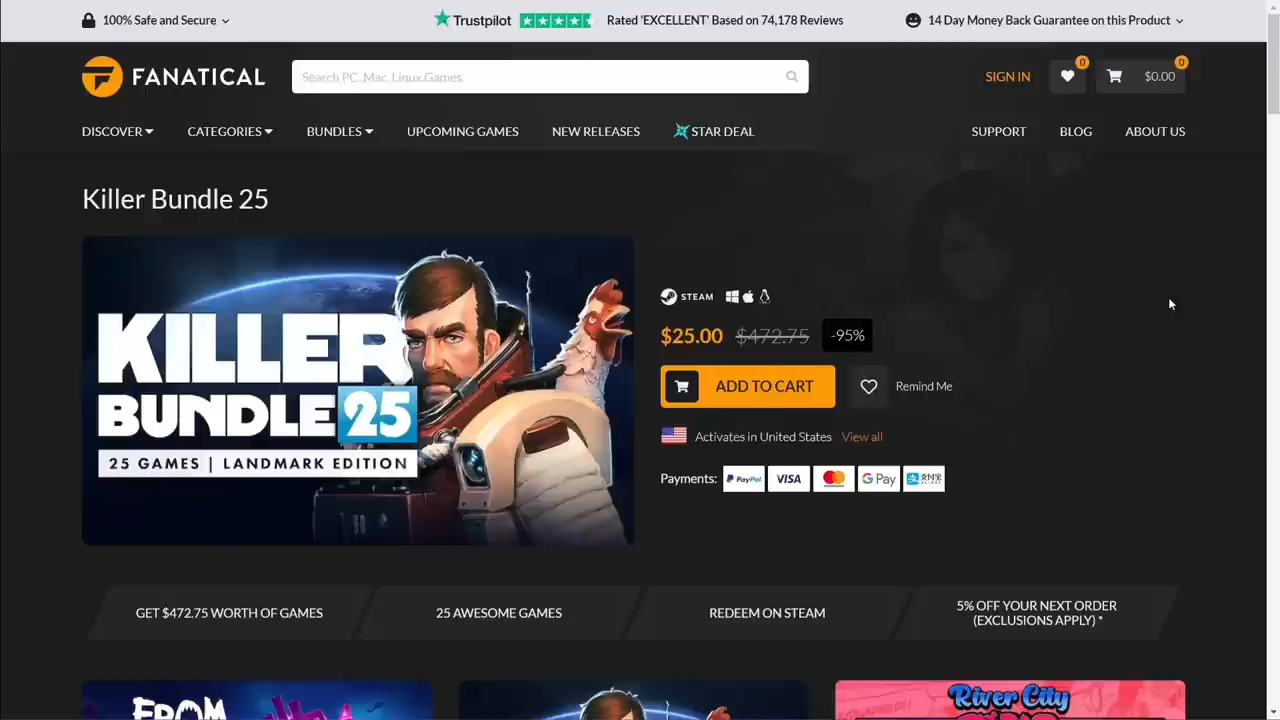 100% Safe and Secure
Trustpilot
Rated 'EXCELLENT' Based on 74,178 Reviews
14 Day Money Back Guarantee on this Product
FANATICAL
Search PC, Mac, Linux Games
SIGN IN
0
$0.00
0
DISCOVER
CATEGORIES
BUNDLES
UPCOMING GAMES
NEW RELEASES
STAR DEAL
SUPPORT
BLOG
ABOUT US
Killer Bundle 25
KILLER
BUNDLE 25
25 GAMES | LANDMARK EDITION
STEAM
$25.00 $472.75 -95%
ADD TO CART
Remind Me
Activates in United States View all
Payments: PayPal VISA G Pay 支付宝
GET $472.75 WORTH OF GAMES
25 AWESOME GAMES
REDEEM ON STEAM
5% OFF YOUR NEXT ORDER
(EXCLUSIONS APPLY) *
FROM
River City